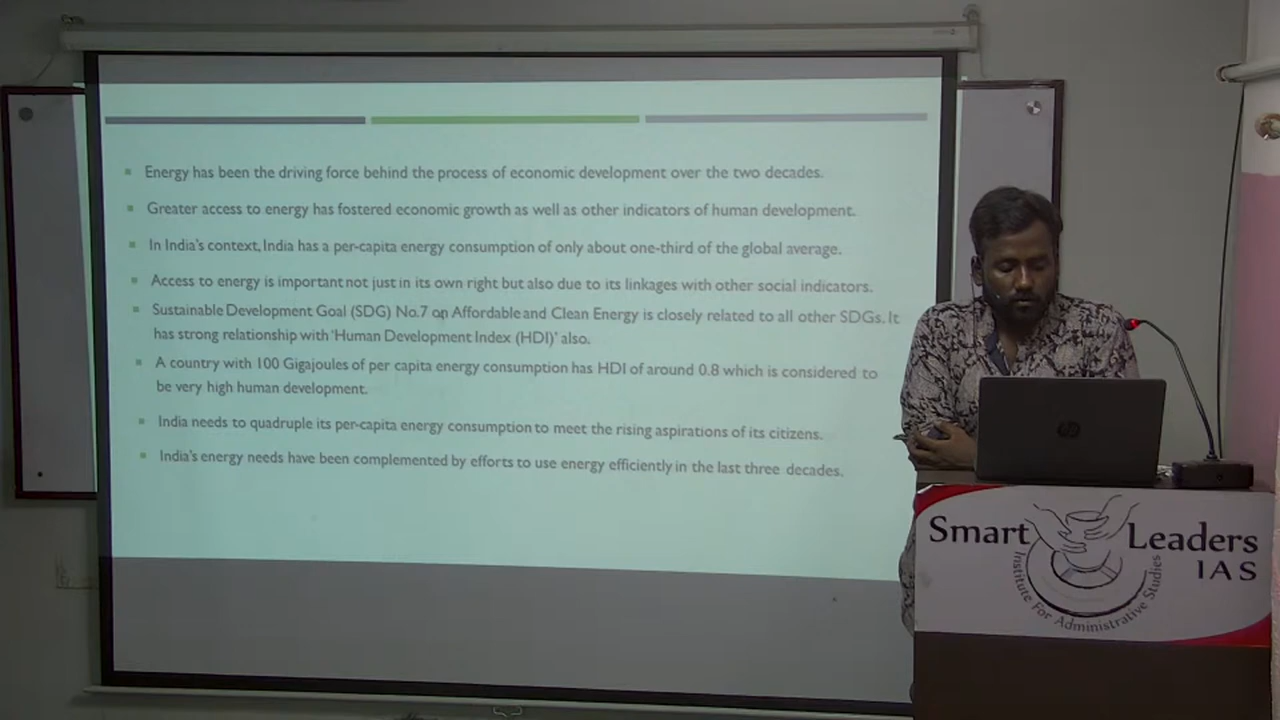 Energy has been the driving force behind the process of economic development over the two decades.
Greater access to energy has fostered economic growth as well as other indicators of human development.
In India's context, India has a per-capita energy consumption of only about one-third of the global average.
Access to energy is important not just in its own right but also due to its linkages with other social indicators.
Sustainable Development Goal (SDG) No.7 on Affordable and Clean Energy is closely related to all other SDGs. It
has strong relationship with 'Human Development Index (HDI)' also.
A country with 100 Gigajoules of per capita energy consumption has HDI of around 0.8 which is considered to
be very high human development.
India needs to quadruple its per-capita energy consumption to meet the rising aspirations of its citizens.
India's energy needs have been complemented by efforts to use energy efficiently in the last three decades.
hp
Smart Leaders
IAS
Institute For Administrative Studies